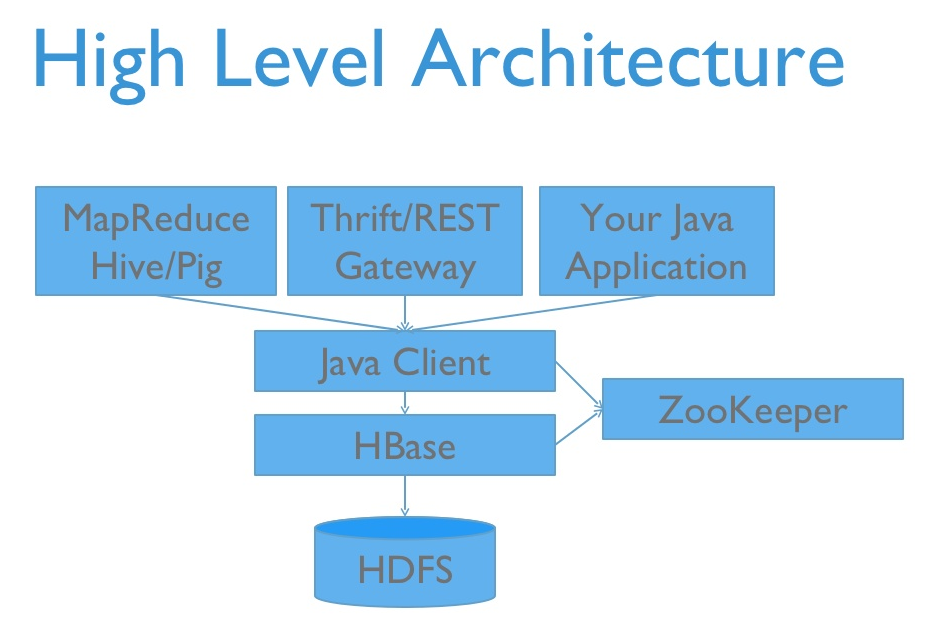 High Level Architecture
MapReduce
Hive/Pig
Thrift/REST
Gateway
Your Java
Application
Java Client
ZooKeeper
HBase
HDFS